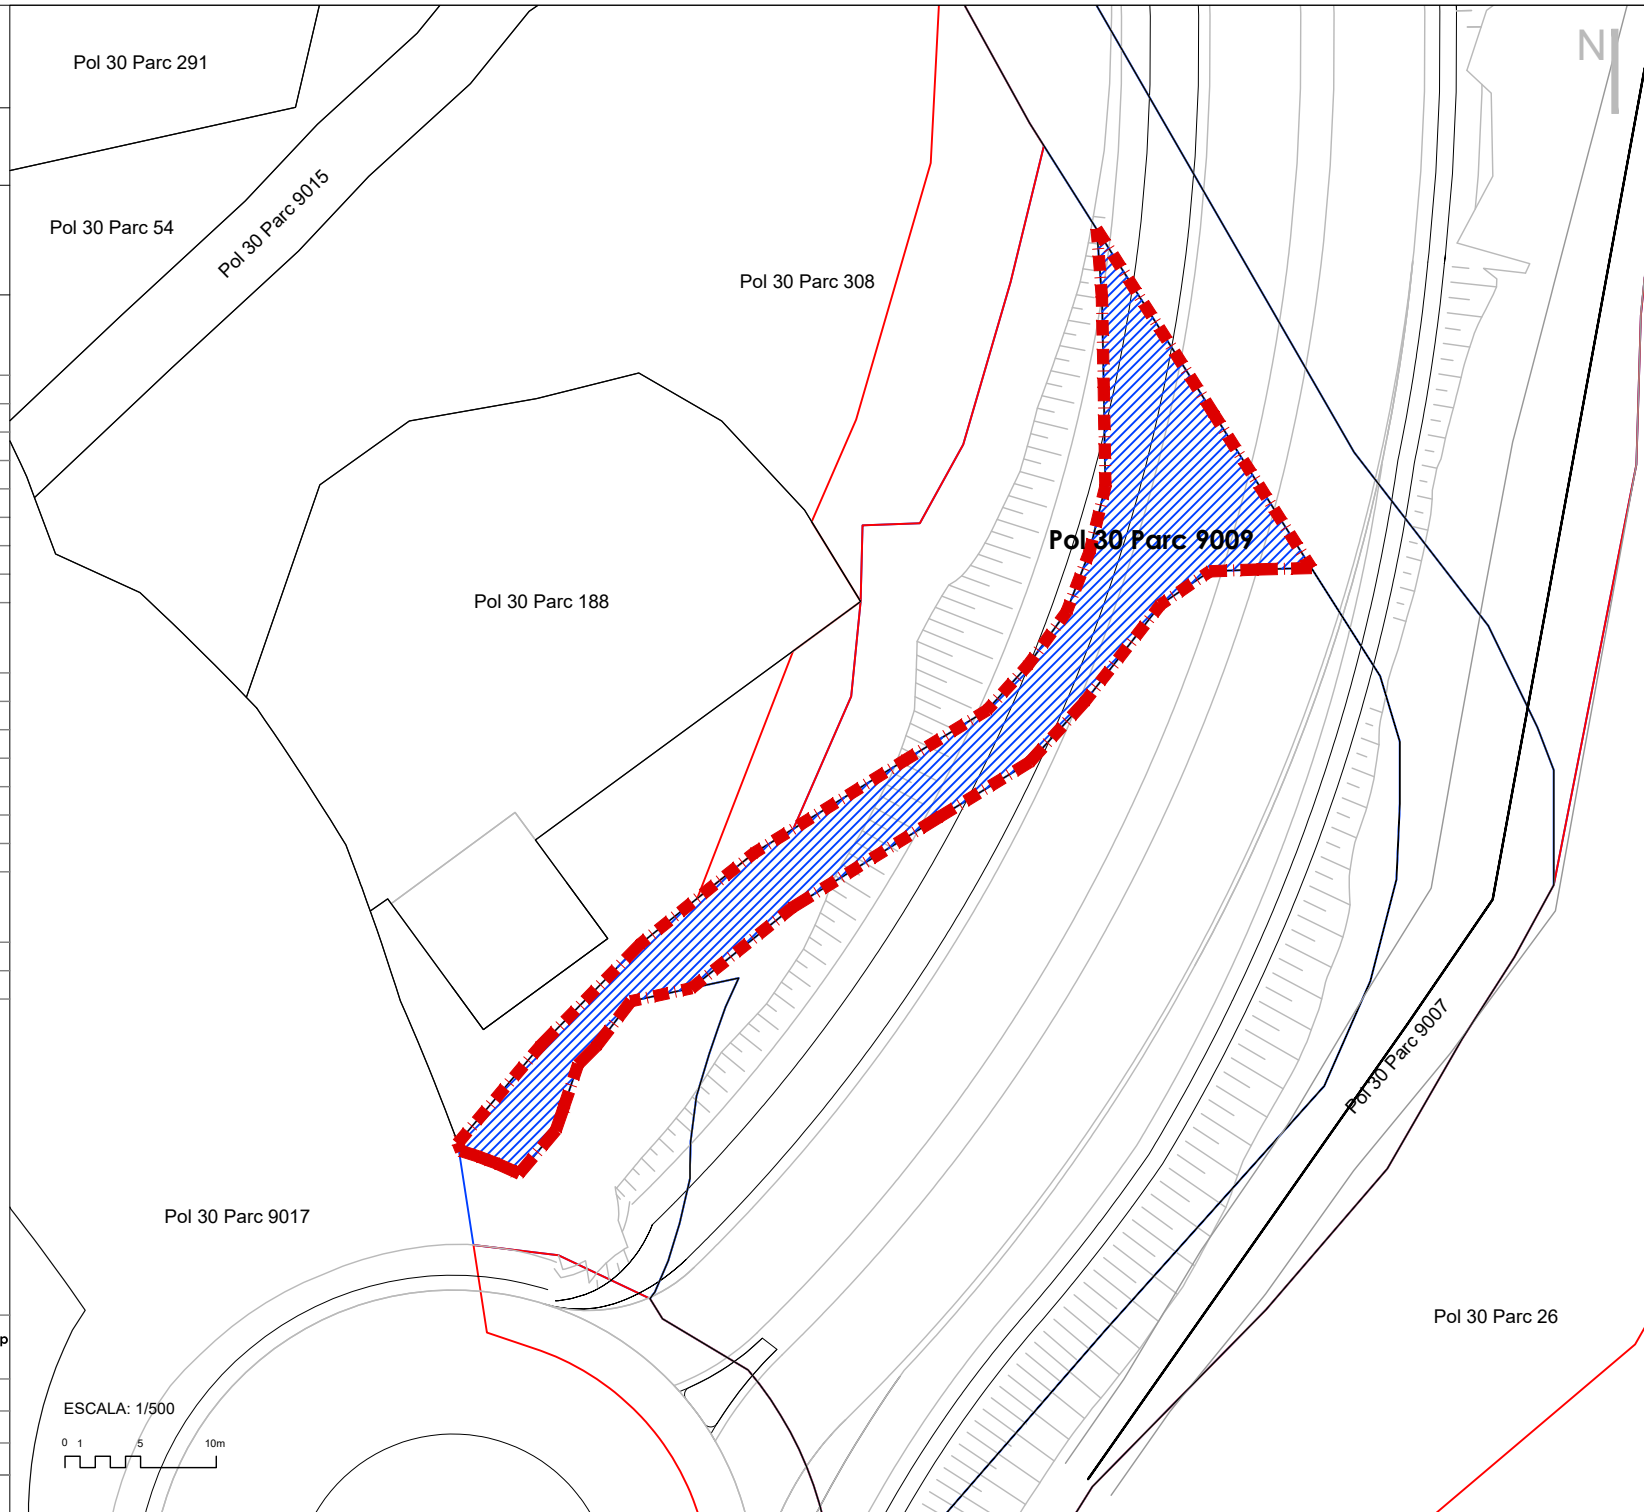 Pol 30 Parc 291
N
Pol 30 Parc 54
Pol 30 Parc 9015
Pol 30 Parc 308
Pol 30 Parc 9009
Pol 30 Parc 188
Pol 30 Parc 9007
Pol 30 Parc 9017
Pol 30 Parc 26
p
ESCALA: 1/500
0 1 5 10m